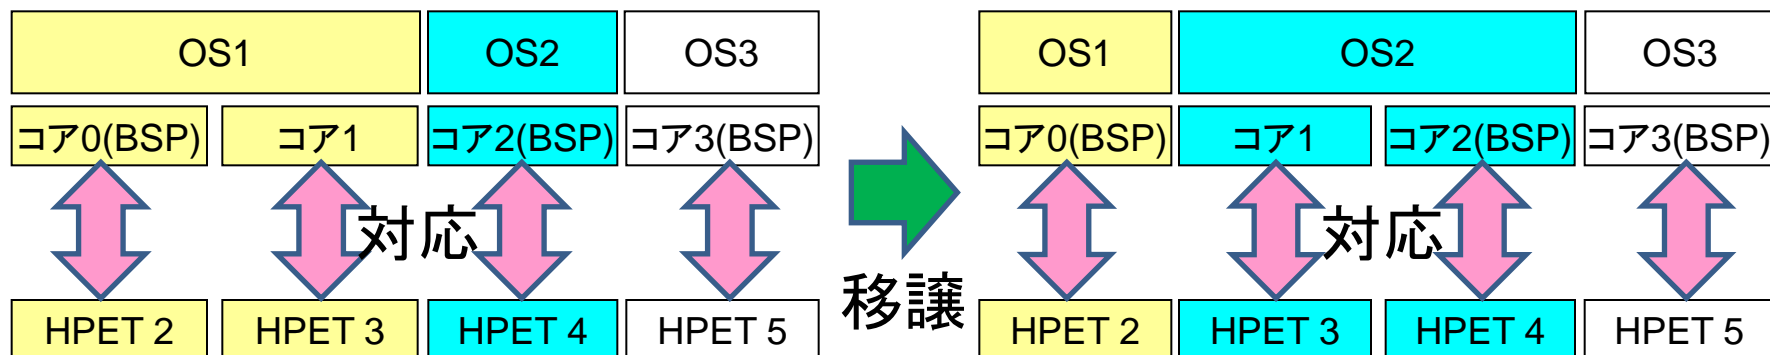 OS1 OS2 OS3 OS1 OS2 OS3
コア0(BSP) コア1 コア2(BSP) コア3(BSP) コア0(BSP) コア1 コア2(BSP) コア3(BSP)
対応 対応
移譲
HPET 2 HPET 3 HPET 4 HPET 5 HPET 2 HPET 3 HPET 4 HPET 5